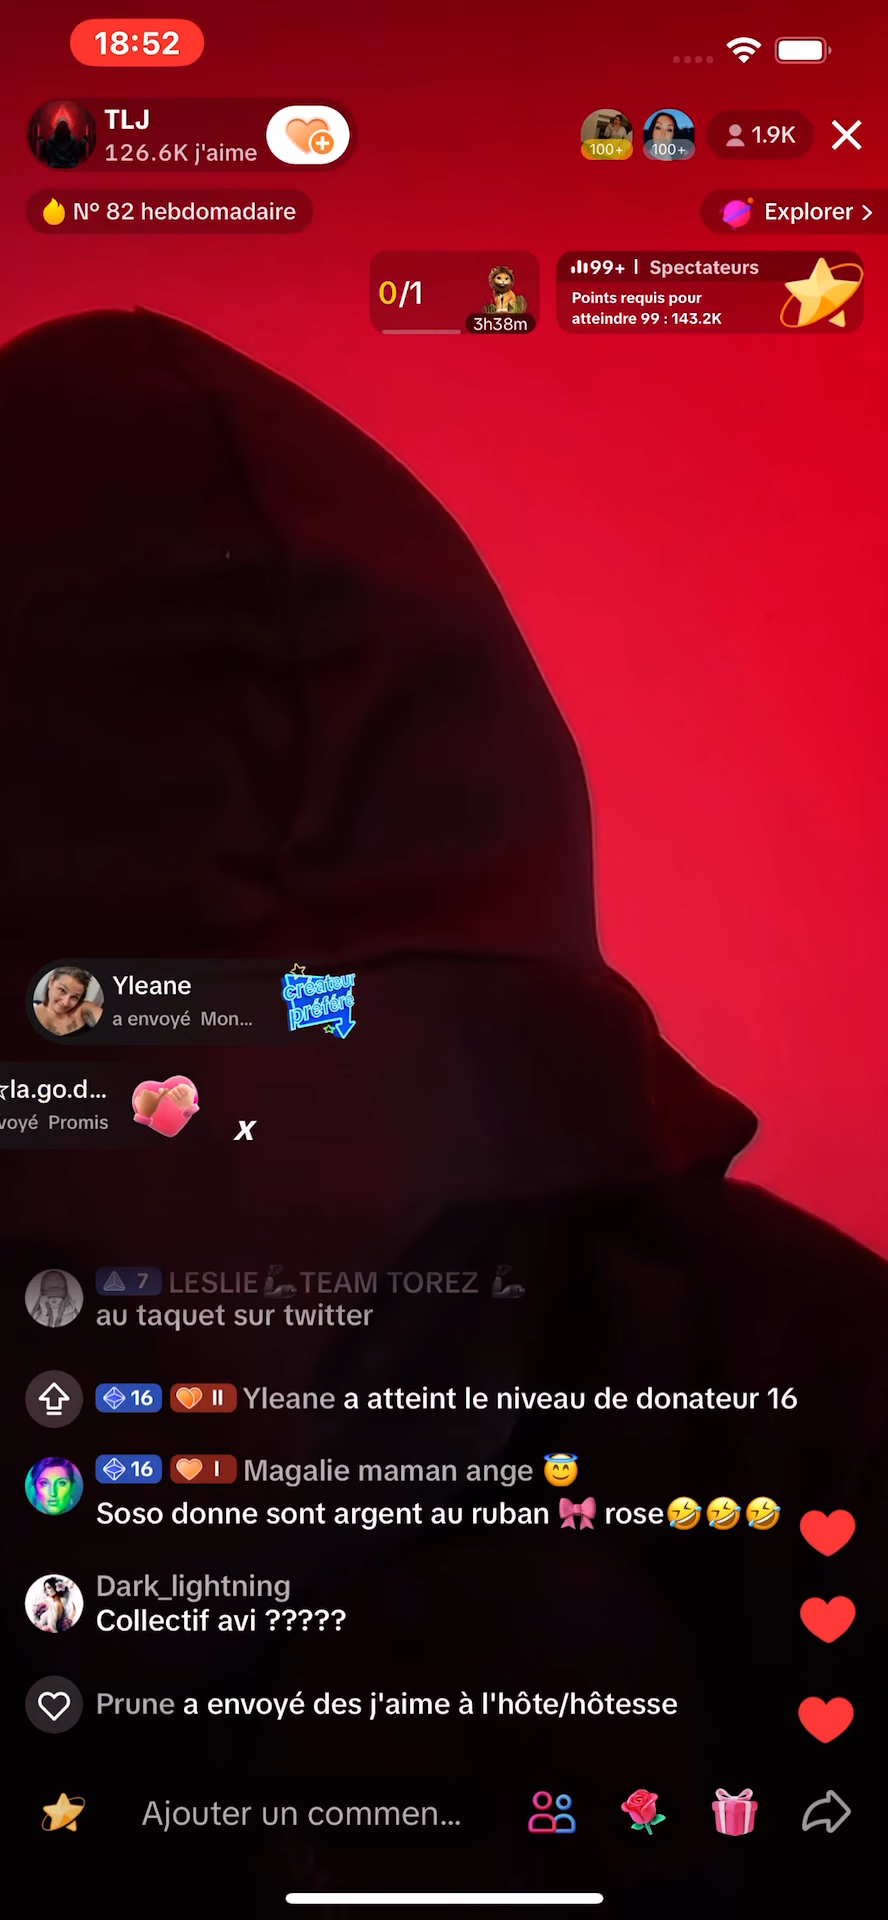 18:52
TLJ
126.6K j'aime
100+
100+
1.9K
N° 82 hebdomadaire
Explorer >
0/1
3h38m
99+ | Spectateurs
Points requis pour
atteindre 99 : 143.2K
Yleane
a envoyé Mon...
créateur
préféré
☆la.go.d...
voyé Promis
x
7 LESLIE🦾TEAM TOREZ 🦾
au taquet sur twitter
16 II Yleane a atteint le niveau de donateur 16
16 I Magalie maman ange 😇
Soso donne sont argent au ruban 🎀 rose🤣🤣🤣
Dark_lightning
Collectif avi ?????
Prune a envoyé des j'aime à l'hôte/hôtesse
Ajouter un commen...